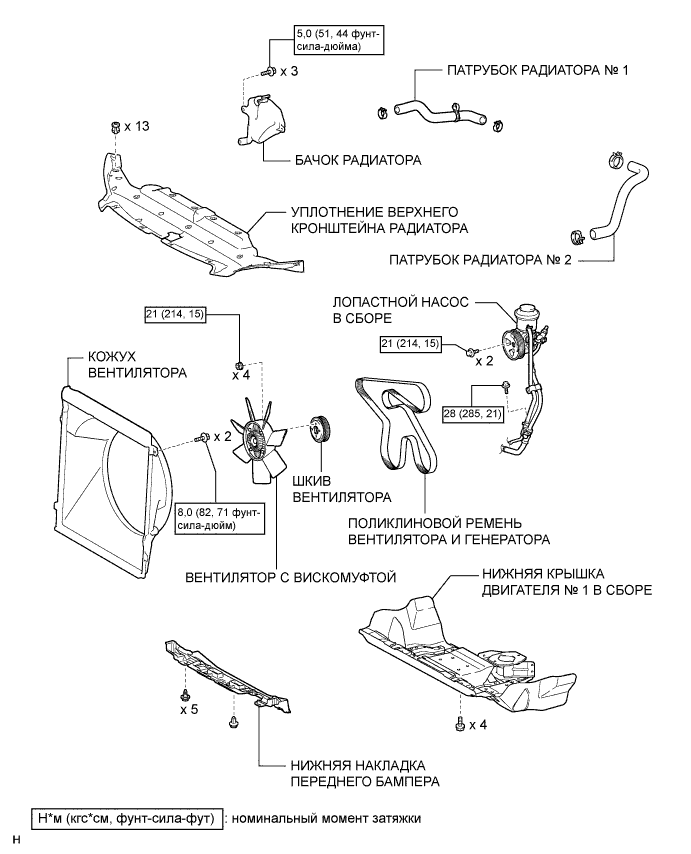 5,0 (51, 44 фунт-
сила-дюйма)
x 3
ПАТРУБОК РАДИАТОРА № 1
x 13
БАЧОК РАДИАТОРА
УПЛОТНЕНИЕ ВЕРХНЕГО
КРОНШТЕЙНА РАДИАТОРА
ПАТРУБОК РАДИАТОРА № 2
ЛОПАСТНОЙ НАСОС
В СБОРЕ
21 (214, 15)
21 (214, 15)
x 2
КОЖУХ
ВЕНТИЛЯТОРА
x 4
28 (285, 21)
x 2
ШКИВ
ВЕНТИЛЯТОРА
8,0 (82, 71 фунт-
сила-дюйм)
ПОЛИКЛИНОВОЙ РЕМЕНЬ
ВЕНТИЛЯТОРА И ГЕНЕРАТОРА
ВЕНТИЛЯТОР С ВИСКОМУФТОЙ
НИЖНЯЯ КРЫШКА
ДВИГАТЕЛЯ № 1 В СБОРЕ
x 5
x 4
НИЖНЯЯ НАКЛАДКА
ПЕРЕДНЕГО БАМПЕРА
Н*м (кгс*см, фунт-сила-фут) : номинальный момент затяжки
H